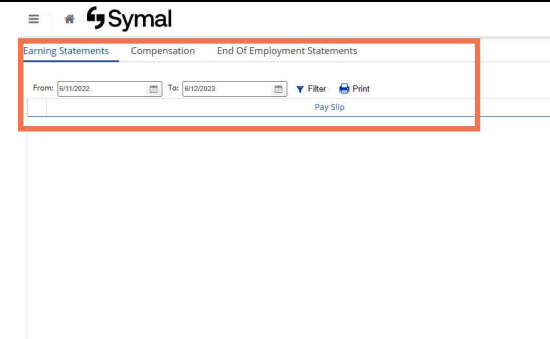 Symal
Earning Statements Compensation End Of Employment Statements
From: 6/11/2022 To: 6/12/2023 Filter Print
Pay Slip